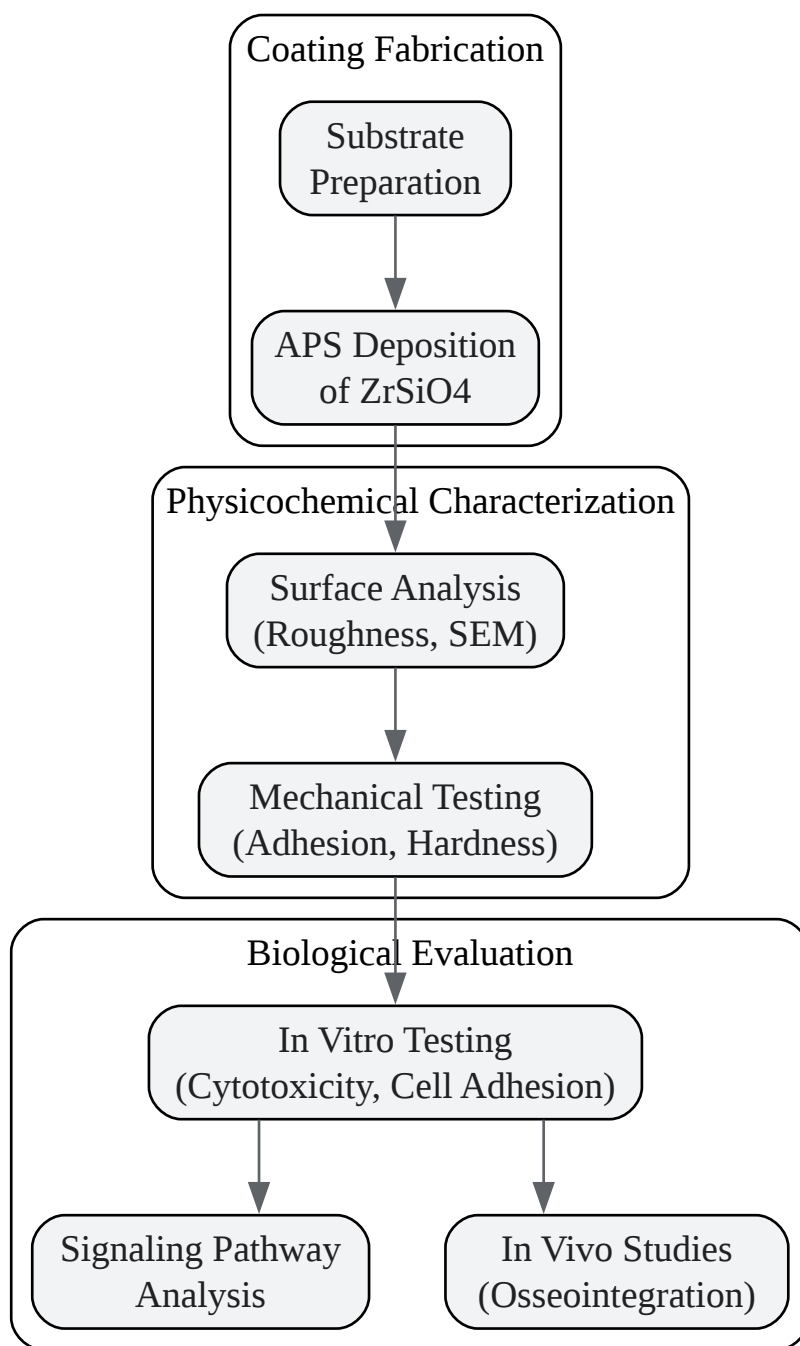 Coating Fabrication
Substrate
Preparation
APS Deposition
of ZrSiO4
Physicochemical Characterization
Surface Analysis
(Roughness, SEM)
Mechanical Testing
(Adhesion, Hardness)
Biological Evaluation
In Vitro Testing
(Cytotoxicity, Cell Adhesion)
Signaling Pathway
Analysis
In Vivo Studies
(Osseointegration)